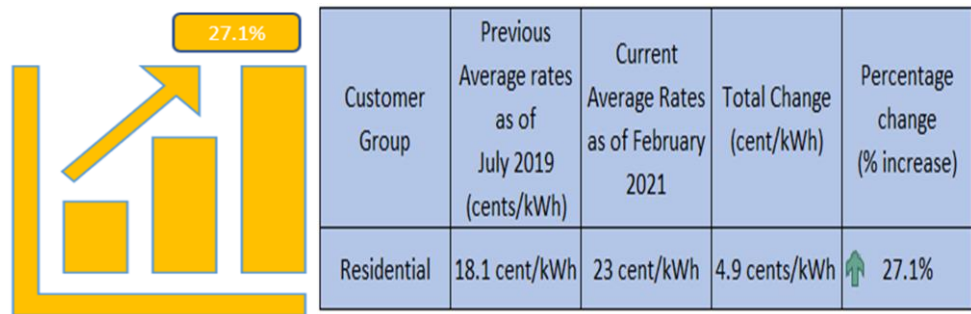 27.1%
Customer
Group
Previous
Average rates
as of
July 2019
(cents/kWh)
Current
Average Rates
as of February
2021
Total Change
(cent/kWh)
Percentage
change
(% increase)
Residential
18.1 cent/kWh
23 cent/kWh
4.9 cents/kWh
27.1%